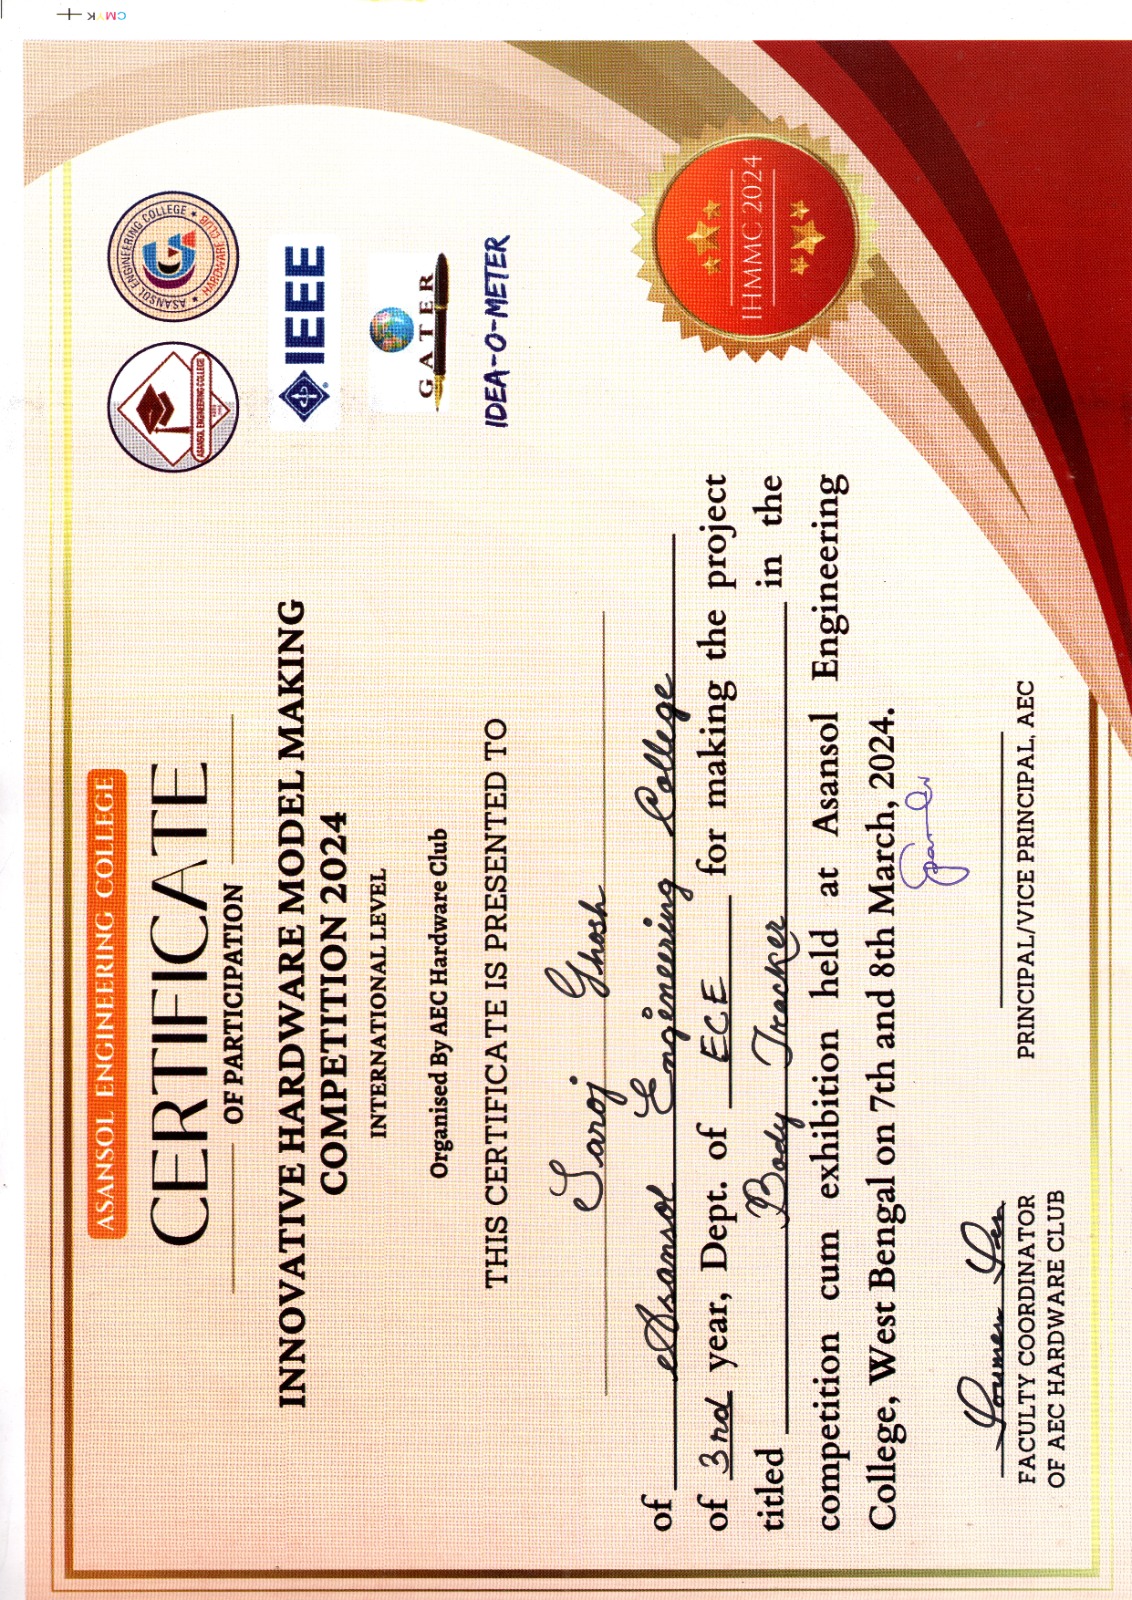 ASANSOL ENGINEERING COLLEGE
CERTIFICATE
OF PARTICIPATION
INNOVATIVE HARDWARE MODEL MAKING
COMPETITION 2024
INTERNATIONAL LEVEL
Organised By AEC Hardware Club
THIS CERTIFICATE IS PRESENTED TO
Saroj Ghosh
of Asansol Engineering College
of 3rd year, Dept. of ECE for making the project
titled Body Tracker in the
competition cum exhibition held at Asansol Engineering
College, West Bengal on 7th and 8th March, 2024.
Soumen Sen
FACULTY COORDINATOR
OF AEC HARDWARE CLUB
PRINCIPAL/VICE PRINCIPAL, AEC
ASANSOL ENGINEERING COLLEGE
ASANSOL ENGINEERING COLLEGE
HARDWARE CLUB
IEEE
GATER
IDEA-O-METER
IHMMC 2024
CMYK